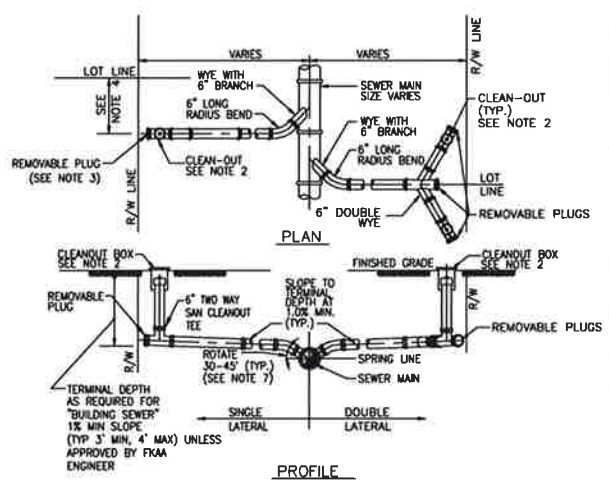 R/W LINE
VARIES
VARIES
R/W LINE
LOT LINE
WYE WITH
6" BRANCH
SEWER MAIN
SIZE VARIES
SEE
NOTE 4
6" LONG
RADIUS BEND
WYE WITH
6" BRANCH
CLEAN-OUT
(TYP.)
SEE NOTE 2
6" LONG
RADIUS BEND
REMOVABLE PLUG
(SEE NOTE 3)
CLEAN-OUT
SEE NOTE 2
LOT
LINE
R/W LINE
6" DOUBLE
WYE
REMOVABLE PLUGS
PLAN
CLEANOUT BOX
SEE NOTE 2
FINISHED GRADE
CLEANOUT BOX
SEE NOTE 2
REMOVABLE
PLUG
6" TWO WAY
SAN CLEANOUT
TEE
SLOPE TO
TERMINAL
DEPTH AT
1.0% MIN.
(TYP.)
R/W
REMOVABLE PLUGS
R/W
ROTATE
30-45' (TYP.)
(SEE NOTE 7)
SPRING LINE
SEWER MAIN
TERMINAL DEPTH
AS REQUIRED FOR
"BUILDING SEWER"
1% MIN SLOPE
(TYP 3' MIN, 4' MAX) UNLESS
APPROVED BY FKAA
ENGINEER
SINGLE
LATERAL
DOUBLE
LATERAL
PROFILE